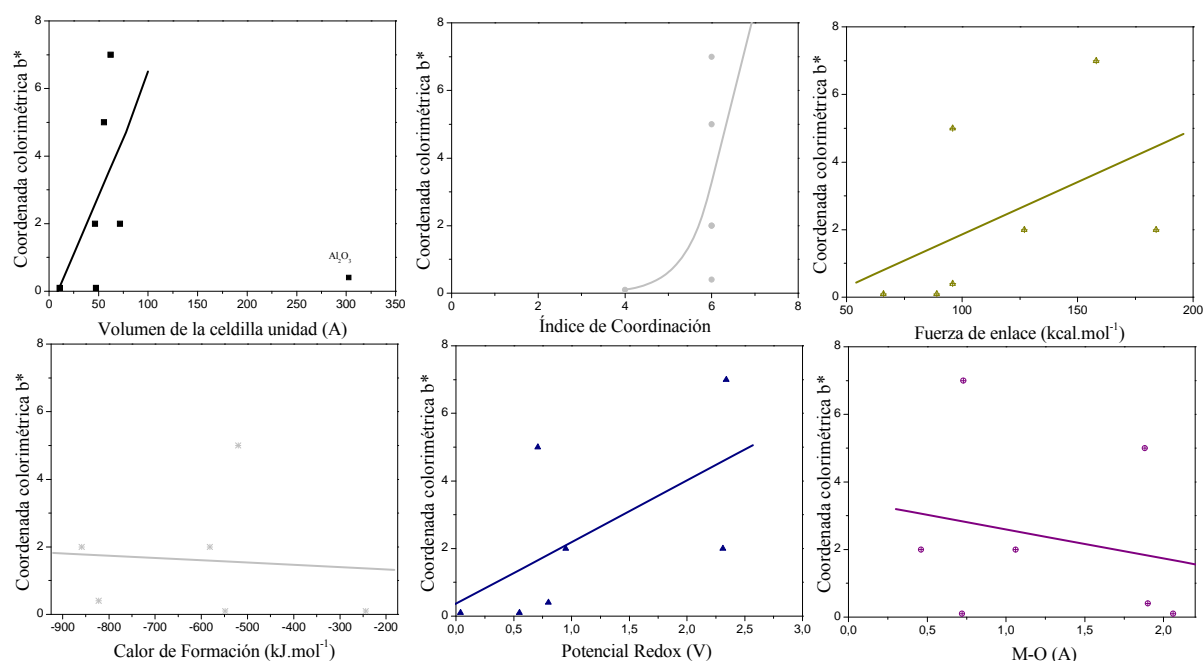 Coordenada colorimétrica b*
8
6
4
2
0
Al2O3
0 50 100 150 200 250 300 350
Volumen de la celdilla unidad (A)
Coordenada colorimétrica b*
8
6
4
2
0
0 2 4 6 8
Índice de Coordinación
Coordenada colorimétrica b*
8
6
4
2
0
50 100 150 200
Fuerza de enlace (kcal.mol-1)
Coordenada colorimétrica b*
8
6
4
2
0
-900 -800 -700 -600 -500 -400 -300 -200
Calor de Formación (kJ.mol-1)
Coordenada colorimétrica b*
8
6
4
2
0
0,0 0,5 1,0 1,5 2,0 2,5 3,0
Potencial Redox (V)
Coordenada colorimétrica b*
8
6
4
2
0
0,0 0,5 1,0 1,5 2,0
M-O (A)